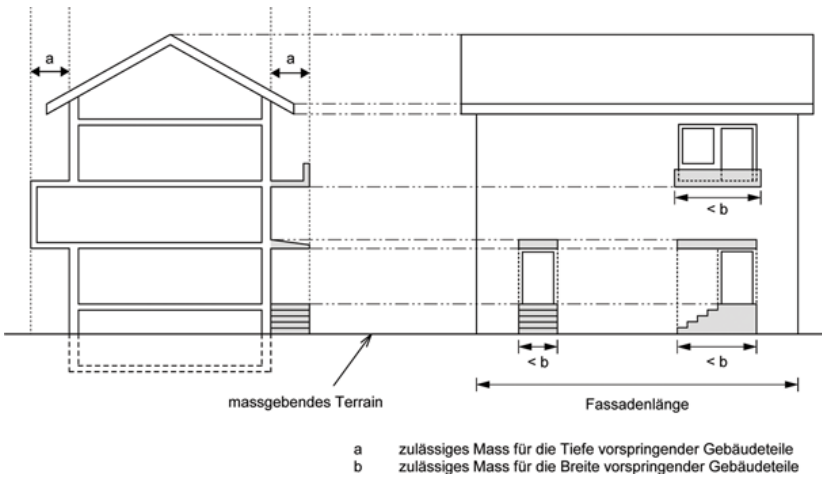 a
a
< b
< b
< b
massgebendes Terrain
Fassadenlänge
a zulässiges Mass für die Tiefe vorspringender Gebäudeteile
b zulässiges Mass für die Breite vorspringender Gebäudeteile